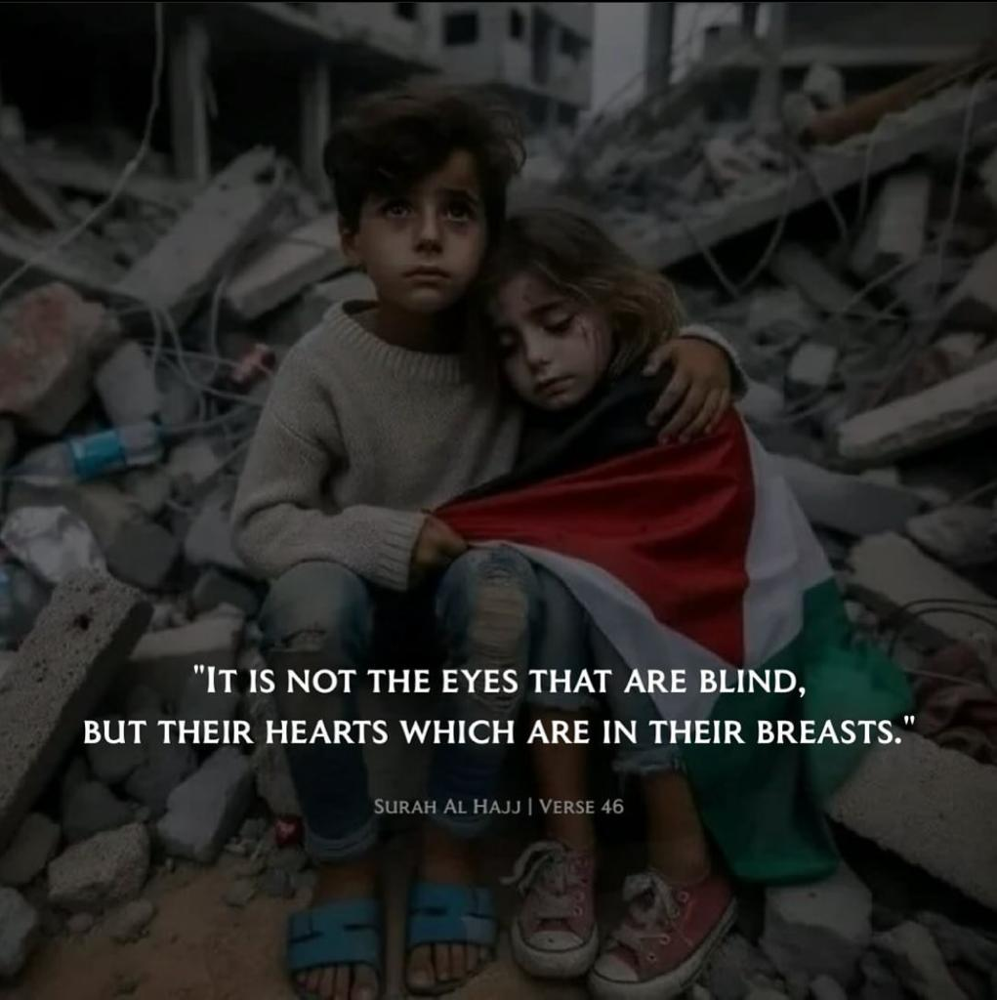 "It is not the eyes that are blind,
but their hearts which are in their breasts."
Surah Al Hajj | Verse 46